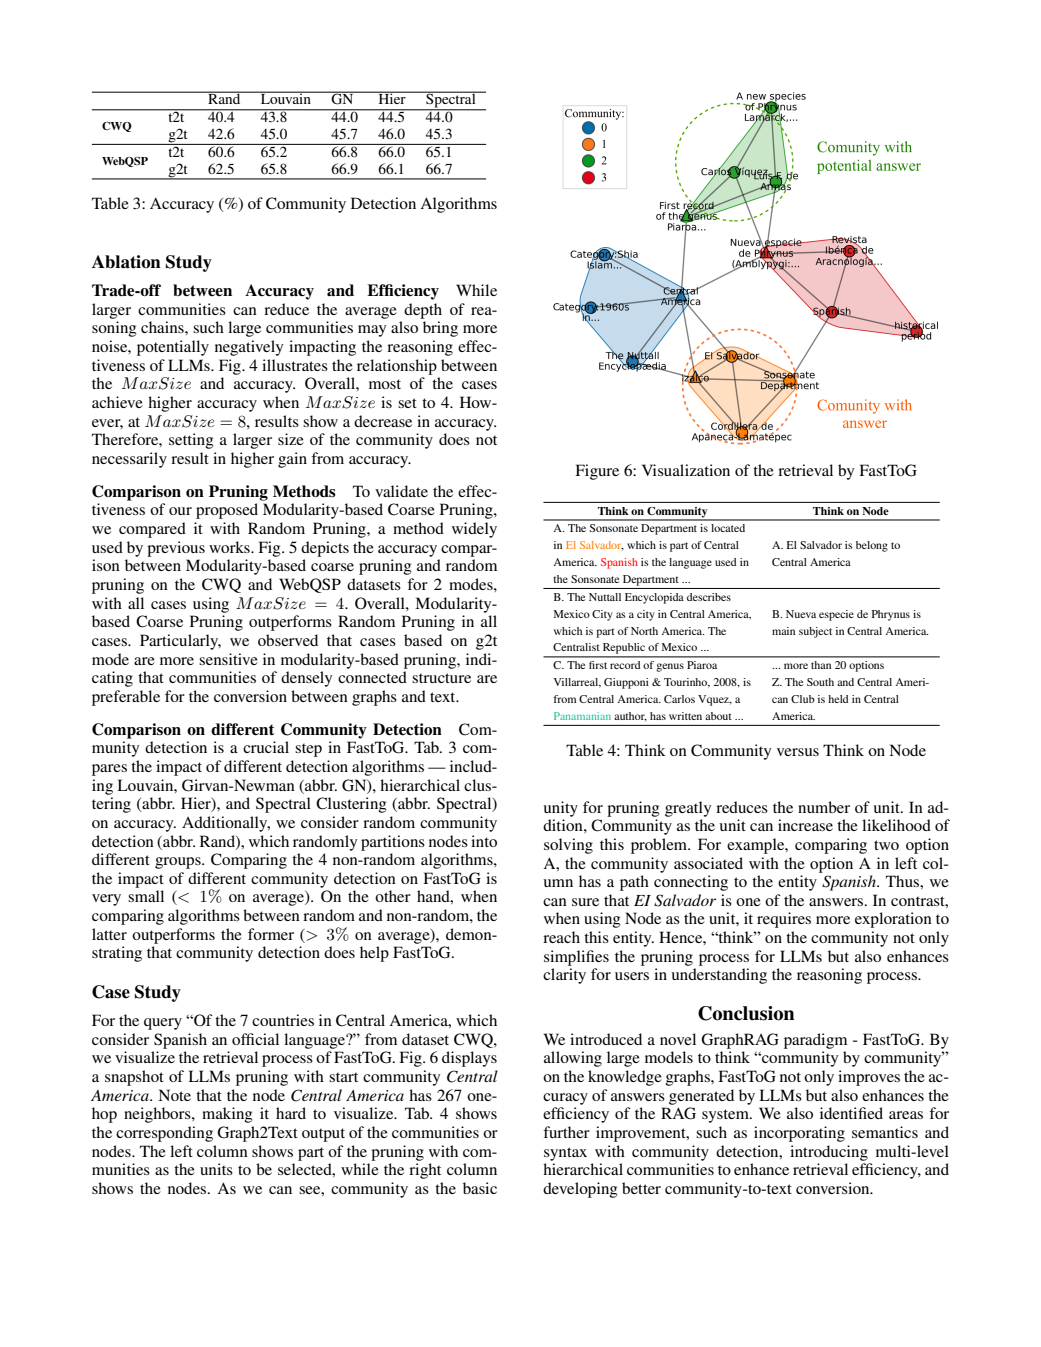 Rand Louvain GN Hier Spectral
CWQ t2t 40.4 43.8 44.0 44.5 44.0
g2t 42.6 45.0 45.7 46.0 45.3
WebQSP t2t 60.6 65.2 66.8 66.0 65.1
g2t 62.5 65.8 66.9 66.1 66.7
Table 3: Accuracy (%) of Community Detection Algorithms
Ablation Study
Trade-off between Accuracy and Efficiency While
larger communities can reduce the average depth of rea-
soning chains, such large communities may also bring more
noise, potentially negatively impacting the reasoning effec-
tiveness of LLMs. Fig. 4 illustrates the relationship between
the MaxSize and accuracy. Overall, most of the cases
achieve higher accuracy when MaxSize is set to 4. How-
ever, at MaxSize = 8, results show a decrease in accuracy.
Therefore, setting a larger size of the community does not
necessarily result in higher gain from accuracy.
Comparison on Pruning Methods To validate the effec-
tiveness of our proposed Modularity-based Coarse Pruning,
we compared it with Random Pruning, a method widely
used by previous works. Fig. 5 depicts the accuracy compar-
ison between Modularity-based coarse pruning and random
pruning on the CWQ and WebQSP datasets for 2 modes,
with all cases using MaxSize = 4. Overall, Modularity-
based Coarse Pruning outperforms Random Pruning in all
cases. Particularly, we observed that cases based on g2t
mode are more sensitive in modularity-based pruning, indi-
cating that communities of densely connected structure are
preferable for the conversion between graphs and text.
Comparison on different Community Detection Com-
munity detection is a crucial step in FastToG. Tab. 3 com-
pares the impact of different detection algorithms — includ-
ing Louvain, Girvan-Newman (abbr. GN), hierarchical clus-
tering (abbr. Hier), and Spectral Clustering (abbr. Spectral)
on accuracy. Additionally, we consider random community
detection (abbr. Rand), which randomly partitions nodes into
different groups. Comparing the 4 non-random algorithms,
the impact of different community detection on FastToG is
very small (< 1% on average). On the other hand, when
comparing algorithms between random and non-random, the
latter outperforms the former (> 3% on average), demon-
strating that community detection does help FastToG.
Case Study
For the query “Of the 7 countries in Central America, which
consider Spanish an official language?” from dataset CWQ,
we visualize the retrieval process of FastToG. Fig. 6 displays
a snapshot of LLMs pruning with start community Central
America. Note that the node Central America has 267 one-
hop neighbors, making it hard to visualize. Tab. 4 shows
the corresponding Graph2Text output of the communities or
nodes. The left column shows part of the pruning with com-
munities as the units to be selected, while the right column
shows the nodes. As we can see, community as the basic
Community:
0
1
2
3
A new species
of Phrynus
Lamarck,...
Comunity with
potential answer
Carlos Víquez
Luis F. de
Armas
First record
of the genus
Piaroa...
Nueva especie
de Phrynus
(Amblypygi:...
Revista
Ibérica de
Aracnología...
Category:Shia
Islam...
Central
America
Category:1960s
in...
Spanish
historical
period
The Nuttall
Encyclopædia
El Salvador
Izalco
Sonsonate
Department
Cordillera de
Apaneca-Lamatepec
Comunity with
answer
Figure 6: Visualization of the retrieval by FastToG
Think on Community Think on Node
A. The Sonsonate Department is located
in El Salvador, which is part of Central
America. Spanish is the language used in
the Sonsonate Department ...
A. El Salvador is belong to
Central America
B. The Nuttall Encyclopida describes
Mexico City as a city in Central America,
which is part of North America. The
Centralist Republic of Mexico ...
B. Nueva especie de Phrynus is
main subject in Central America.
C. The first record of genus Piaroa
Villarreal, Giupponi & Tourinho, 2008, is
from Central America. Carlos Vquez, a
Panamanian author, has written about ...
... more than 20 options
Z. The South and Central Ameri-
can Club is held in Central
America.
Table 4: Think on Community versus Think on Node
unity for pruning greatly reduces the number of unit. In ad-
dition, Community as the unit can increase the likelihood of
solving this problem. For example, comparing two option
A, the community associated with the option A in left col-
umn has a path connecting to the entity Spanish. Thus, we
can sure that EI Salvador is one of the answers. In contrast,
when using Node as the unit, it requires more exploration to
reach this entity. Hence, “think” on the community not only
simplifies the pruning process for LLMs but also enhances
clarity for users in understanding the reasoning process.
Conclusion
We introduced a novel GraphRAG paradigm - FastToG. By
allowing large models to think “community by community”
on the knowledge graphs, FastToG not only improves the ac-
curacy of answers generated by LLMs but also enhances the
efficiency of the RAG system. We also identified areas for
further improvement, such as incorporating semantics and
syntax with community detection, introducing multi-level
hierarchical communities to enhance retrieval efficiency, and
developing better community-to-text conversion.